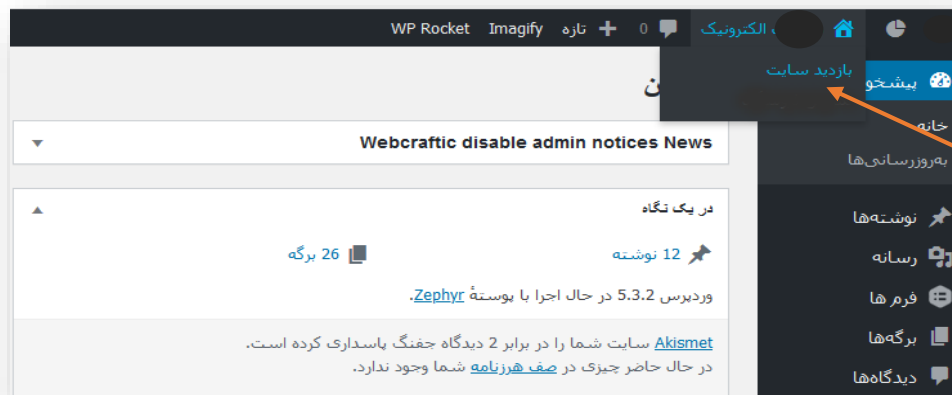 الکترونیک 0 تازه Imagify WP Rocket
بازدید سایت
پیشخو
خانه
به‌روزرسانی‌ها
نوشته‌ها
رسانه
فرم ها
برگه‌ها
دیدگاه‌ها
Webcraftic disable admin notices News
در یک نگاه
12 نوشته
26 برگه
وردپرس 5.3.2 در حال اجرا با پوستهٔ Zephyr.
Akismet سایت شما را در برابر 2 دیدگاه جفنگ پاسداری کرده است.
در حال حاضر چیزی در صف هرزنامه شما وجود ندارد.